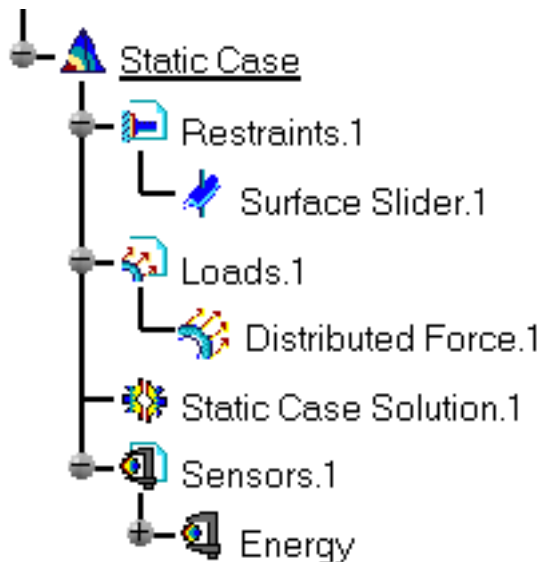 Static Case
Restraints.1
Surface Slider.1
Loads.1
Distributed Force.1
Static Case Solution.1
Sensors.1
Energy